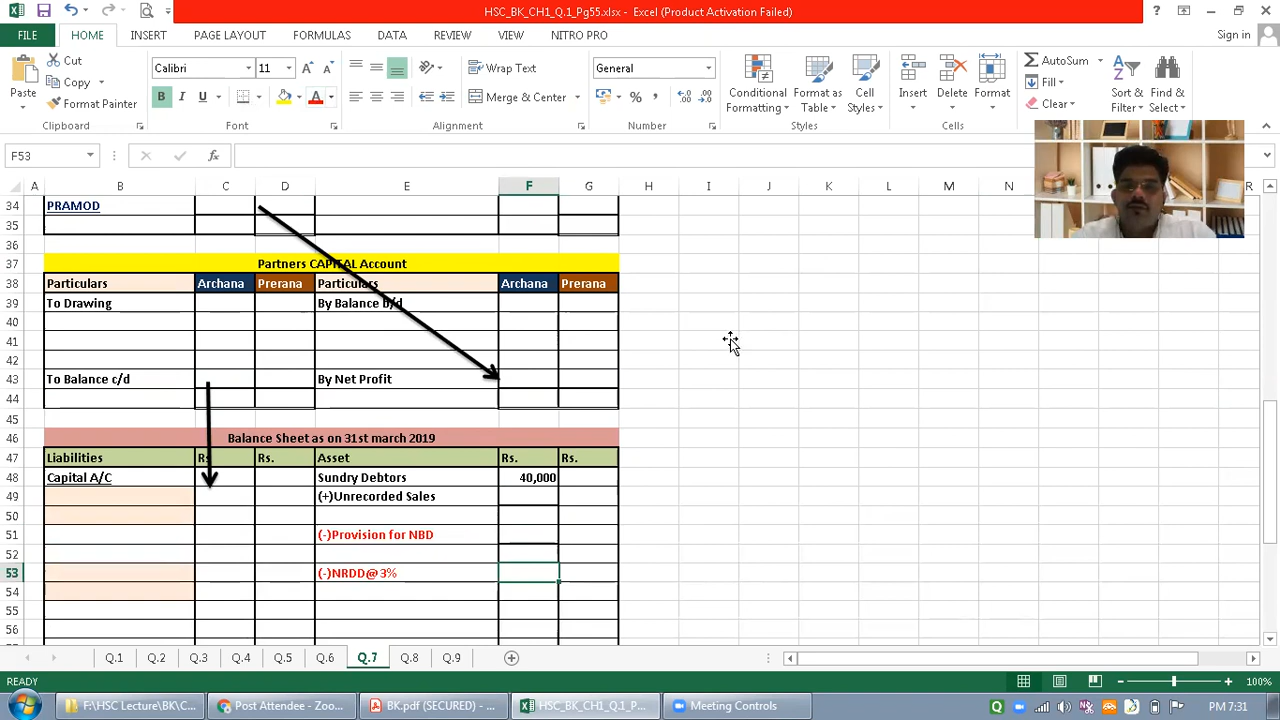 HSC_BK_CH1_Q.1_Pg55.xlsx - Excel (Product Activation Failed)
FILE HOME INSERT PAGE LAYOUT FORMULAS DATA REVIEW VIEW NITRO PRO Sign in
Cut
Copy
Format Painter
Paste
Clipboard
Calibri 11
B I U A
Font
Wrap Text
Merge & Center
Alignment
General
% ,
Number
Conditional Formatting
Format as Table
Cell Styles
Styles
Insert
Delete
Format
Cells
AutoSum
Fill
Clear
Sort & Filter
Find & Select
Editing
F53 fx
A B C D E F G H I J K L M N R
34 PRAMOD
35
36
37 Partners CAPITAL Account
38 Particulars Archana Prerana Particulars Archana Prerana
39 To Drawing By Balance b/d
40
41
42
43 To Balance c/d By Net Profit
44
45
46 Balance Sheet as on 31st march 2019
47 Liabilities Rs. Rs. Asset Rs. Rs.
48 Capital A/C Sundry Debtors 40,000
49 (+)Unrecorded Sales
50
51 (-)Provision for NBD
52
53 (-)NRDD@ 3%
54
55
56
Q.1 Q.2 Q.3 Q.4 Q.5 Q.6 Q.7 Q.8 Q.9
READY 100%
F:\HSC Lecture\BK\C... Post Attendee - Zoo... BK.pdf (SECURED) - ... HSC_BK_CH1_Q.1_P... Meeting Controls PM 7:31